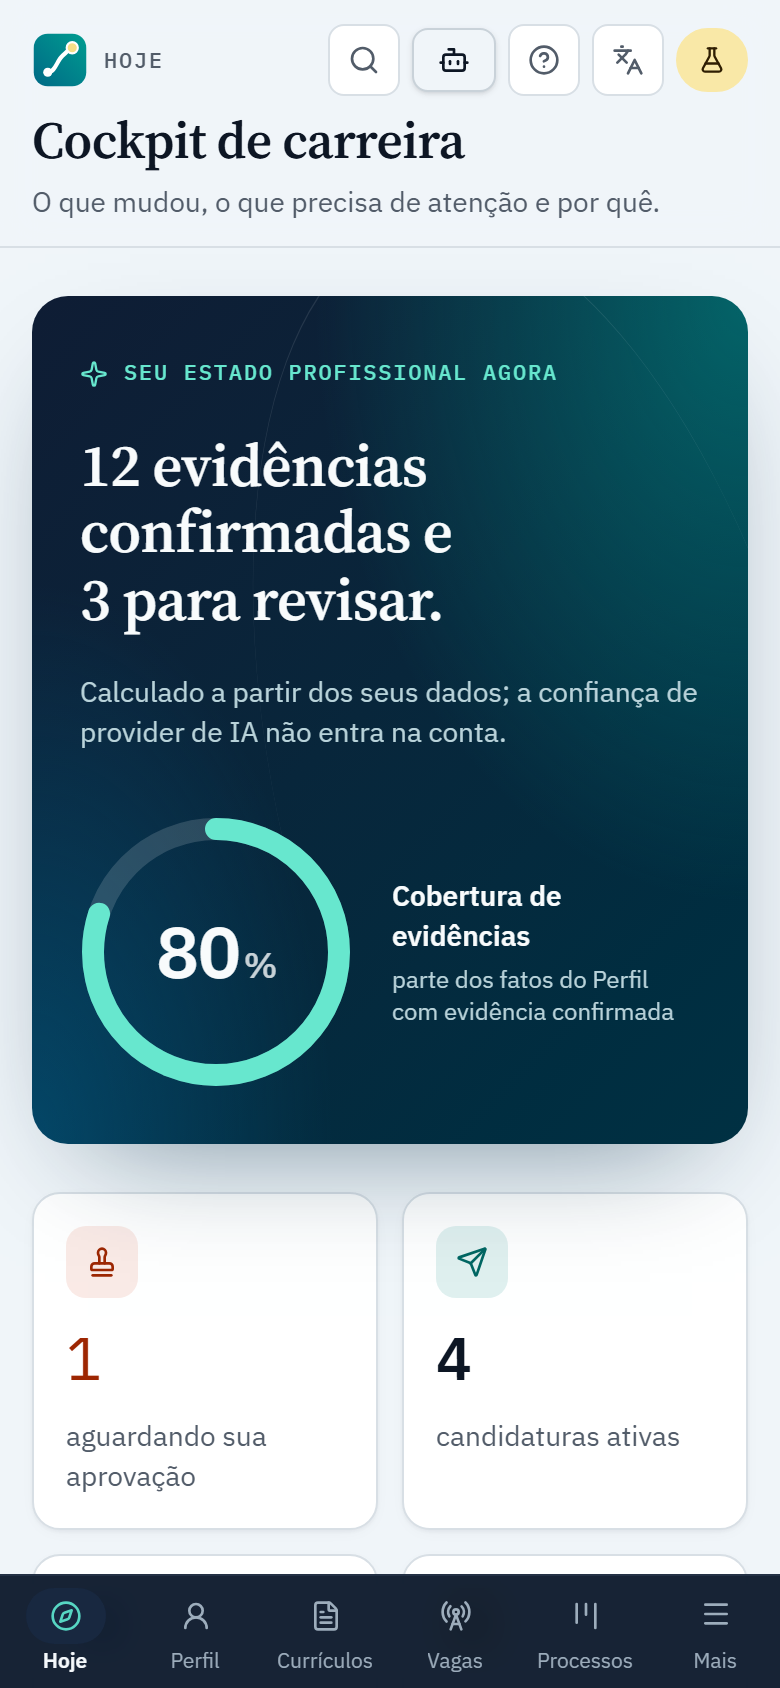 HOJE
Cockpit de carreira
O que mudou, o que precisa de atenção e por quê.
SEU ESTADO PROFISSIONAL AGORA
12 evidências
confirmadas e
3 para revisar.
Calculado a partir dos seus dados; a confiança de
provider de IA não entra na conta.
80%
Cobertura de
evidências
parte dos fatos do Perfil
com evidência confirmada
1
aguardando sua
aprovação
4
candidaturas ativas
Hoje
Perfil
Currículos
Vagas
Processos
Mais